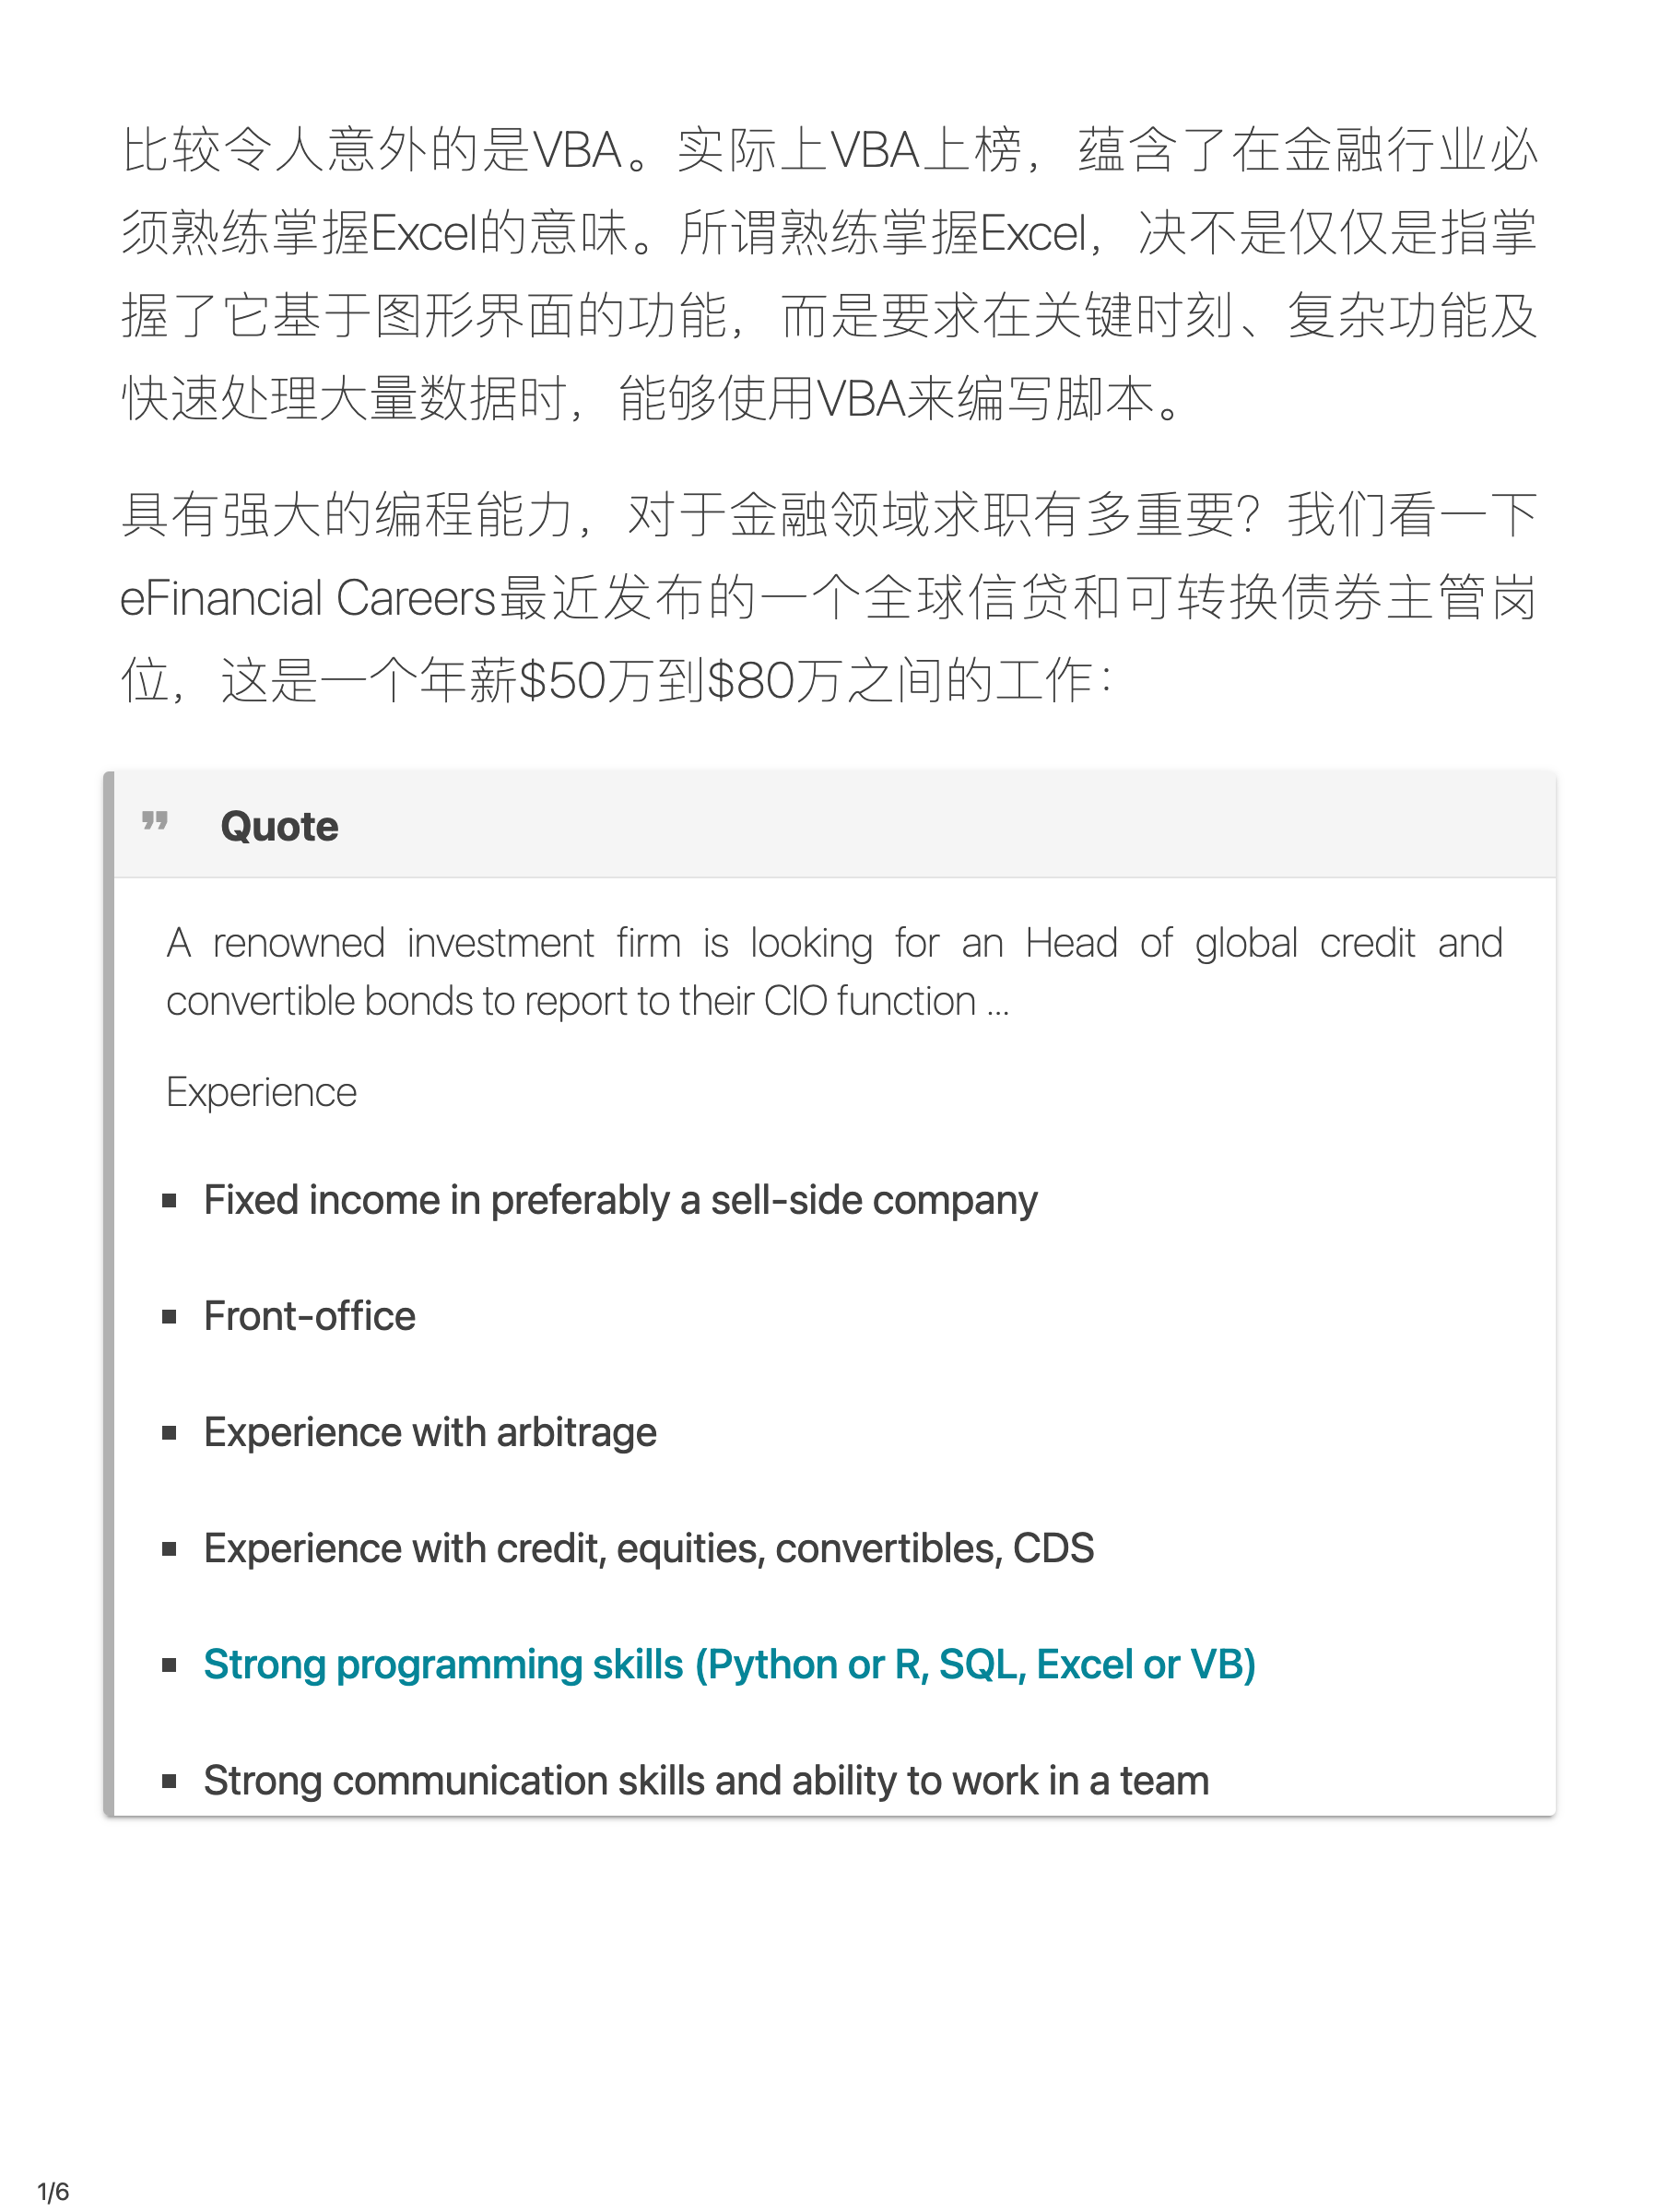 比较令人意外的是VBA。实际上VBA上榜，蕴含了在金融行业必
须熟练掌握Excel的意味。所谓熟练掌握Excel，决不是仅仅是指掌
握了它基于图形界面的功能，而是要求在关键时刻、复杂功能及
快速处理大量数据时，能够使用VBA来编写脚本。
具有强大的编程能力，对于金融领域求职有多重要？我们看一下
eFinancial Careers最近发布的一个全球信贷和可转换债券主管岗
位，这是一个年薪$50万到$80万之间的工作：
Quote
A renowned investment firm is looking for an Head of global credit and
convertible bonds to report to their CIO function ...
Experience
▪ Fixed income in preferably a sell-side company
▪ Front-office
▪ Experience with arbitrage
▪ Experience with credit, equities, convertibles, CDS
▪ Strong programming skills (Python or R, SQL, Excel or VB)
▪ Strong communication skills and ability to work in a team
1/6